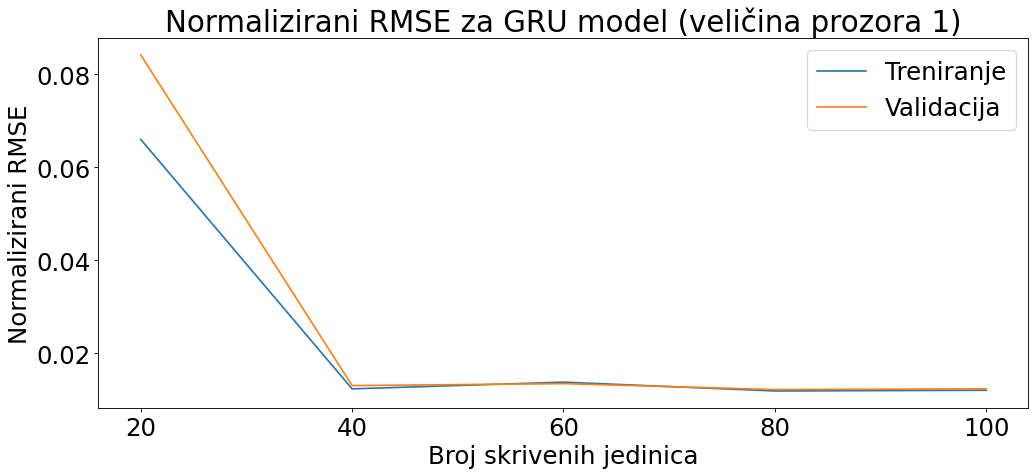 Normalizirani RMSE za GRU model (veličina prozora 1)
Treniranje
Validacija
Normalizirani RMSE
0.08
0.06
0.04
0.02
20 40 60 80 100
Broj skrivenih jedinica